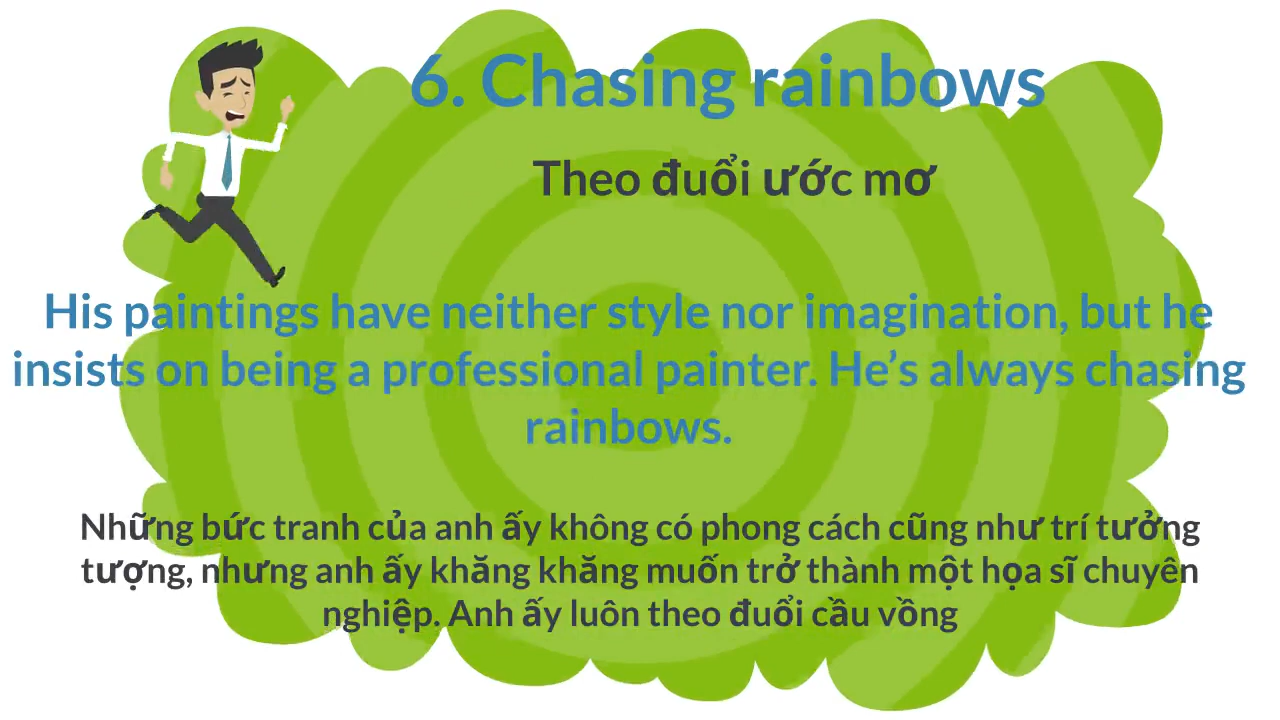 6. Chasing rainbows
Theo đuổi ước mơ
His paintings have neither style nor imagination, but he
insists on being a professional painter. He’s always chasing
rainbows.
Những bức tranh của anh ấy không có phong cách cũng như trí tưởng
tượng, nhưng anh ấy khăng khăng muốn trở thành một họa sĩ chuyên
nghiệp. Anh ấy luôn theo đuổi cầu vồng